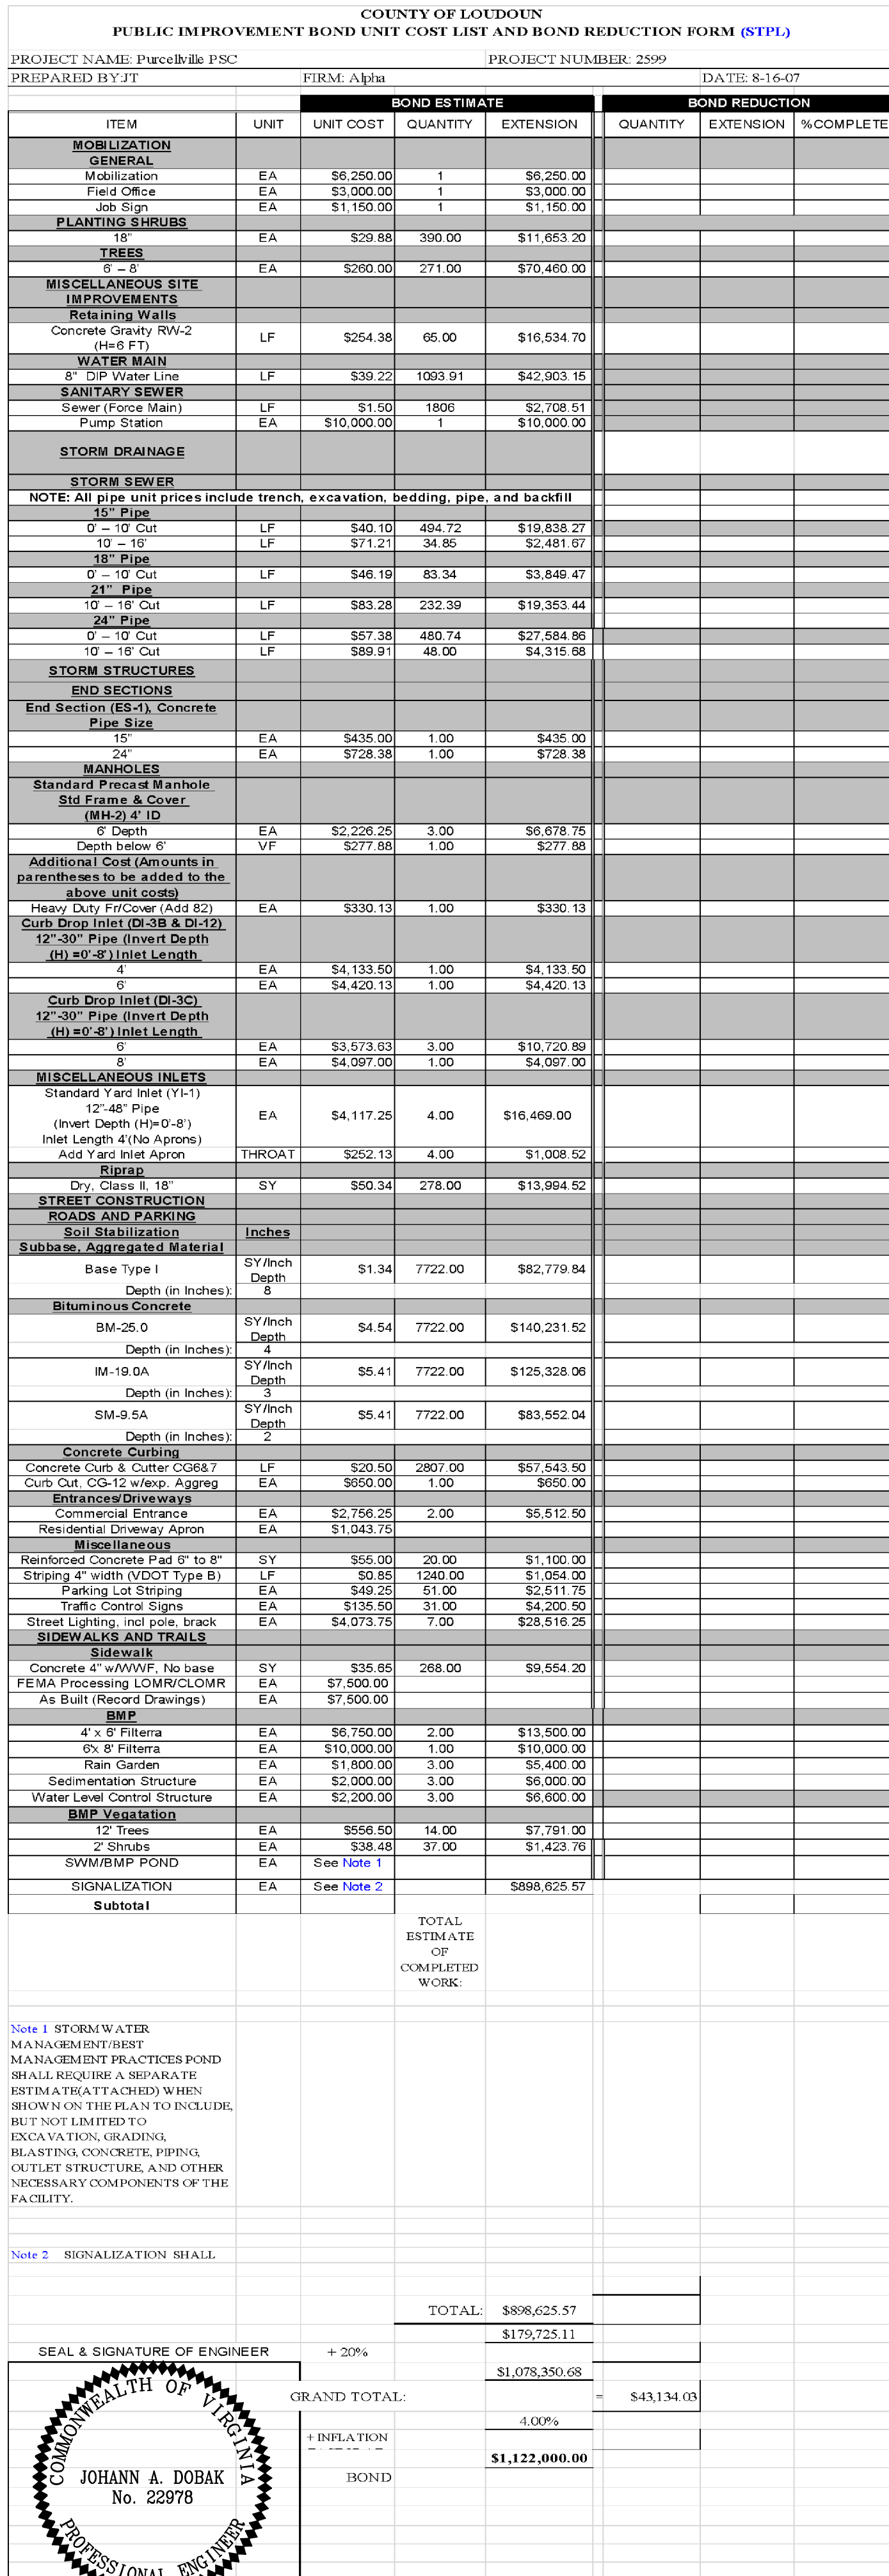 COUNTY OF LOUDOUN
PUBLIC IMPROVEMENT BOND UNIT COST LIST AND BOND REDUCTION FORM (STPL)
PROJECT NAME: Purcellville PSC PROJECT NUMBER: 2599
PREPARED BY:JT FIRM: Alpha DATE: 8-16-07
BOND ESTIMATE BOND REDUCTION
ITEM UNIT UNIT COST QUANTITY EXTENSION QUANTITY EXTENSION %COMPLETE
MOBILIZATION
GENERAL
Mobilization EA $6,250.00 1 $6,250.00
Field Office EA $3,000.00 1 $3,000.00
Job Sign EA $1,150.00 1 $1,150.00
PLANTING SHRUBS
18" EA $29.88 390.00 $11,653.20
TREES
6' – 8' EA $260.00 271.00 $70,460.00
MISCELLANEOUS SITE
IMPROVEMENTS
Retaining Walls
Concrete Gravity RW-2
(H=6 FT) LF $254.38 65.00 $16,534.70
WATER MAIN
8" DIP Water Line LF $39.22 1093.91 $42,903.15
SANITARY SEWER
Sewer (Force Main) LF $1.50 1806 $2,708.51
Pump Station EA $10,000.00 1 $10,000.00
STORM DRAINAGE
STORM SEWER
NOTE: All pipe unit prices include trench, excavation, bedding, pipe, and backfill
15" Pipe
0' – 10' Cut LF $40.10 494.72 $19,838.27
10' – 16' LF $71.21 34.85 $2,481.67
18" Pipe
0' – 10' Cut LF $46.19 83.34 $3,849.47
21" Pipe
10' – 16' Cut LF $83.28 232.39 $19,353.44
24" Pipe
0' – 10' Cut LF $57.38 480.74 $27,584.86
10' – 16' Cut LF $89.91 48.00 $4,315.68
STORM STRUCTURES
END SECTIONS
End Section (ES-1), Concrete
Pipe Size
15" EA $435.00 1.00 $435.00
24" EA $728.38 1.00 $728.38
MANHOLES
Standard Precast Manhole
Std Frame & Cover
(MH-2) 4' ID
6' Depth EA $2,226.25 3.00 $6,678.75
Depth below 6' VF $277.88 1.00 $277.88
Additional Cost (Amounts in
parentheses to be added to the
above unit costs)
Heavy Duty Fr/Cover (Add 82) EA $330.13 1.00 $330.13
Curb Drop Inlet (DI-3B & DI-12)
12"-30" Pipe (Invert Depth
(H) =0'-8') Inlet Length
4' EA $4,133.50 1.00 $4,133.50
6' EA $4,420.13 1.00 $4,420.13
Curb Drop Inlet (DI-3C)
12"-30" Pipe (Invert Depth
(H) =0'-8') Inlet Length
6' EA $3,573.63 3.00 $10,720.89
8' EA $4,097.00 1.00 $4,097.00
MISCELLANEOUS INLETS
Standard Yard Inlet (YI-1)
12"-48" Pipe
(Invert Depth (H)=0'-8') EA $4,117.25 4.00 $16,469.00
Inlet Length 4'(No Aprons)
Add Yard Inlet Apron THROAT $252.13 4.00 $1,008.52
Riprap
Dry, Class II, 18" SY $50.34 278.00 $13,994.52
STREET CONSTRUCTION
ROADS AND PARKING
Soil Stabilization Inches
Subbase, Aggregated Material
Base Type I SY/Inch Depth $1.34 7722.00 $82,779.84
Depth (in Inches): 8
Bituminous Concrete
BM-25.0 SY/Inch Depth $4.54 7722.00 $140,231.52
Depth (in Inches): 4
IM-19.0A SY/Inch Depth $5.41 7722.00 $125,328.06
Depth (in Inches): 3
SM-9.5A SY/Inch Depth $5.41 7722.00 $83,552.04
Depth (in Inches): 2
Concrete Curbing
Concrete Curb & Cutter CG6&7 LF $20.50 2807.00 $57,543.50
Curb Cut, CG-12 w/exp. Aggreg EA $650.00 1.00 $650.00
Entrances/Driveways
Commercial Entrance EA $2,756.25 2.00 $5,512.50
Residential Driveway Apron EA $1,043.75
Miscellaneous
Reinforced Concrete Pad 6" to 8" SY $55.00 20.00 $1,100.00
Striping 4" width (VDOT Type B) LF $0.85 1240.00 $1,054.00
Parking Lot Striping EA $49.25 51.00 $2,511.75
Traffic Control Signs EA $135.50 31.00 $4,200.50
Street Lighting, incl pole, brack EA $4,073.75 7.00 $28,516.25
SIDEWALKS AND TRAILS
Sidewalk
Concrete 4" w/WWF, No base SY $35.65 268.00 $9,554.20
FEMA Processing LOMR/CLOMR EA $7,500.00
As Built (Record Drawings) EA $7,500.00
BMP
4' x 6' Filterra EA $6,750.00 2.00 $13,500.00
6'x 8' Filterra EA $10,000.00 1.00 $10,000.00
Rain Garden EA $1,800.00 3.00 $5,400.00
Sedimentation Structure EA $2,000.00 3.00 $6,000.00
Water Level Control Structure EA $2,200.00 3.00 $6,600.00
BMP Vegatation
12' Trees EA $556.50 14.00 $7,791.00
2' Shrubs EA $38.48 37.00 $1,423.76
SWM/BMP POND EA See Note 1
SIGNALIZATION EA See Note 2 $898,625.57
Subtotal
TOTAL
ESTIMATE
OF
COMPLETED
WORK:
Note 1 STORMWATER
MANAGEMENT/BEST
MANAGEMENT PRACTICES POND
SHALL REQUIRE A SEPARATE
ESTIMATE(ATTACHED) WHEN
SHOWN ON THE PLAN TO INCLUDE,
BUT NOT LIMITED TO
EXCAVATION, GRADING,
BLASTING, CONCRETE, PIPING,
OUTLET STRUCTURE, AND OTHER
NECESSARY COMPONENTS OF THE
FACILITY.
Note 2 SIGNALIZATION SHALL
TOTAL: $898,625.57
$179,725.11
SEAL & SIGNATURE OF ENGINEER + 20%
$1,078,350.68
GRAND TOTAL: = $43,134.03
4.00%
+ INFLATION
$1,122,000.00
BOND
COMMONWEALTH OF VIRGINIA
JOHANN A. DOBAK
No. 22978
PROFESSIONAL ENGINEER